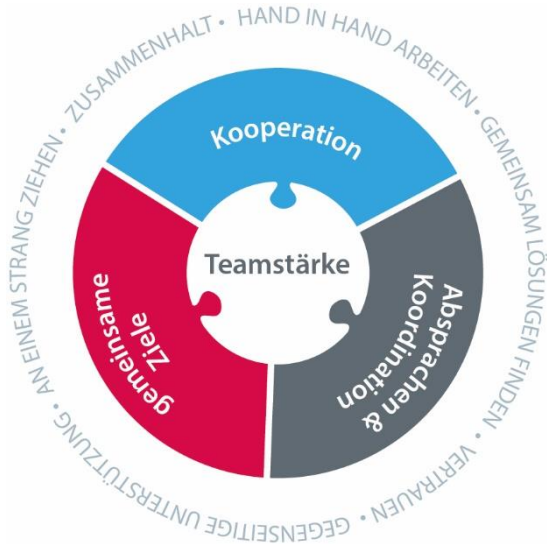 HAND IN HAND ARBEITEN • GEMEINSAM LÖSUNGEN FINDEN • VERTRAUEN • GEGENSEITIGE UNTERSTÜTZUNG • AN EINEM STRANG ZIEHEN • ZUSAMMENHALT •
Kooperation
Teamstärke
Absprachen &
Koordination
gemeinsame
Ziele